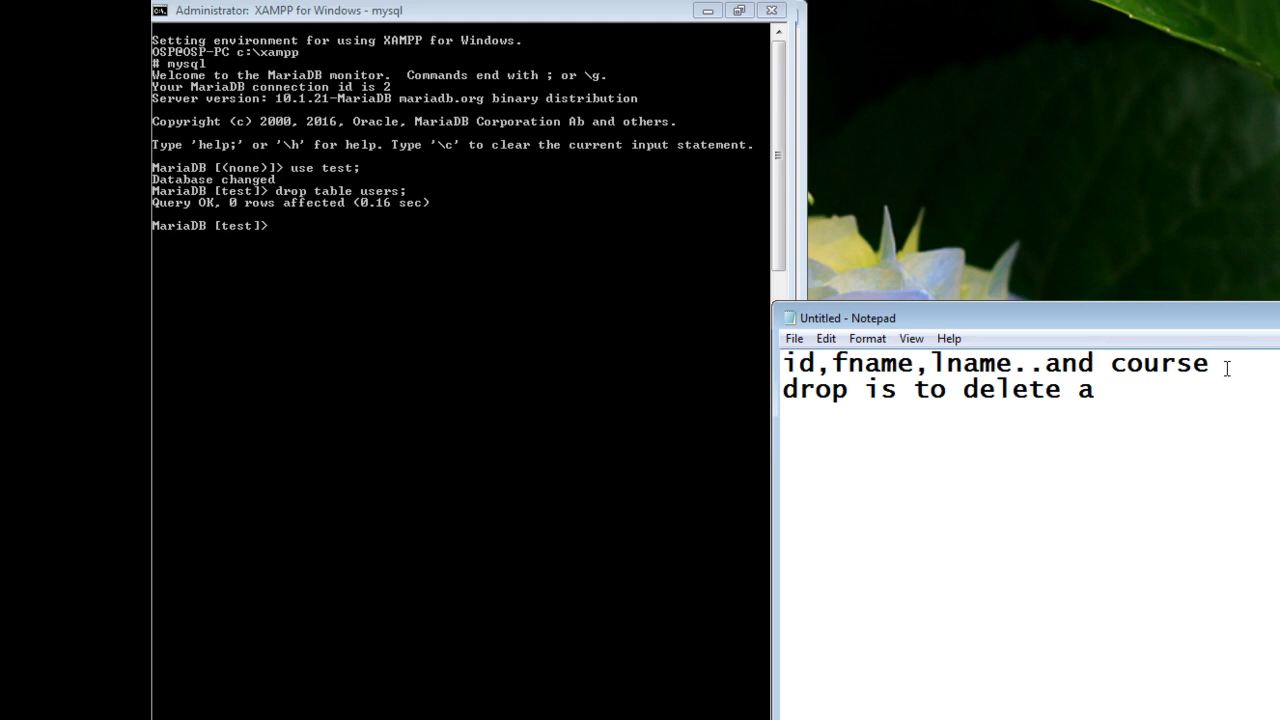 Administrator: XAMPP for Windows - mysql
Setting environment for using XAMPP for Windows.
OSP@OSP-PC c:\xampp
# mysql
Welcome to the MariaDB monitor.  Commands end with ; or \g.
Your MariaDB connection id is 2
Server version: 10.1.21-MariaDB mariadb.org binary distribution
Copyright (c) 2000, 2016, Oracle, MariaDB Corporation Ab and others.
Type 'help;' or '\h' for help. Type '\c' to clear the current input statement.
MariaDB [(none)]> use test;
Database changed
MariaDB [test]> drop table users;
Query OK, 0 rows affected (0.16 sec)
MariaDB [test]>
Untitled - Notepad
File Edit Format View Help
id,fname,lname..and course
drop is to delete a